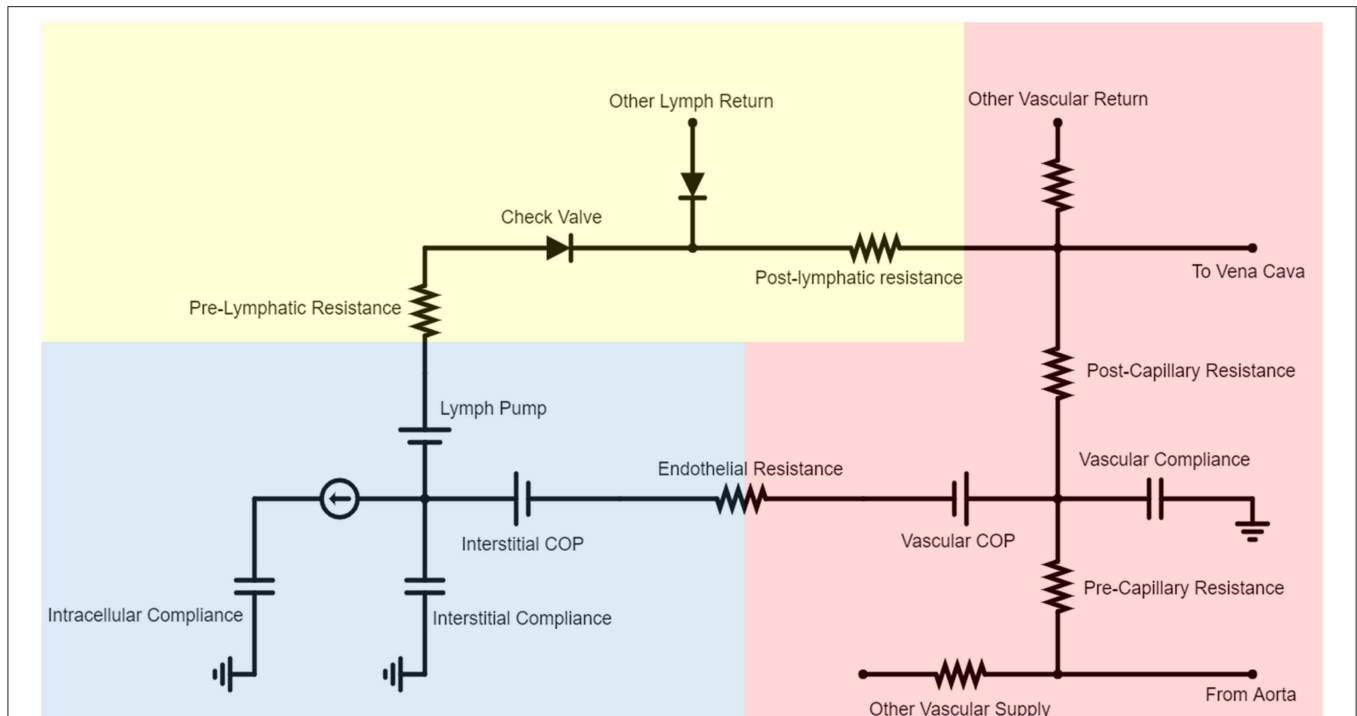 Other Lymph Return
Other Vascular Return
Check Valve
Post-lymphatic resistance
To Vena Cava
Pre-Lymphatic Resistance
Post-Capillary Resistance
Lymph Pump
Endothelial Resistance
Vascular Compliance
Interstitial COP
Vascular COP
Pre-Capillary Resistance
Intracellular Compliance
Interstitial Compliance
From Aorta
Other Vascular Supply